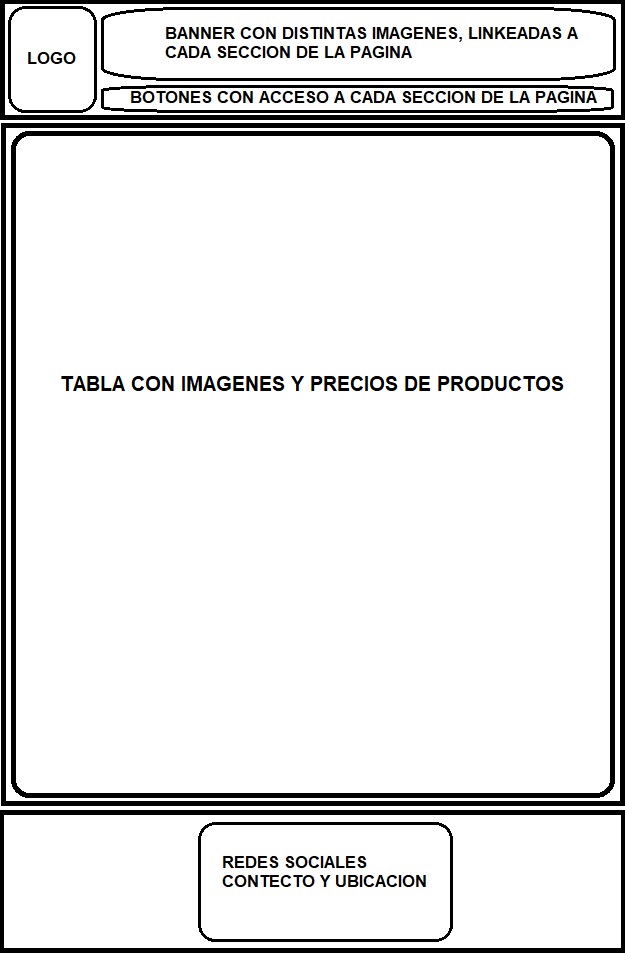 LOGO
BANNER CON DISTINTAS IMAGENES, LINKEADAS A
CADA SECCION DE LA PAGINA
BOTONES CON ACCESO A CADA SECCION DE LA PAGINA
TABLA CON IMAGENES Y PRECIOS DE PRODUCTOS
REDES SOCIALES
CONTECTO Y UBICACION